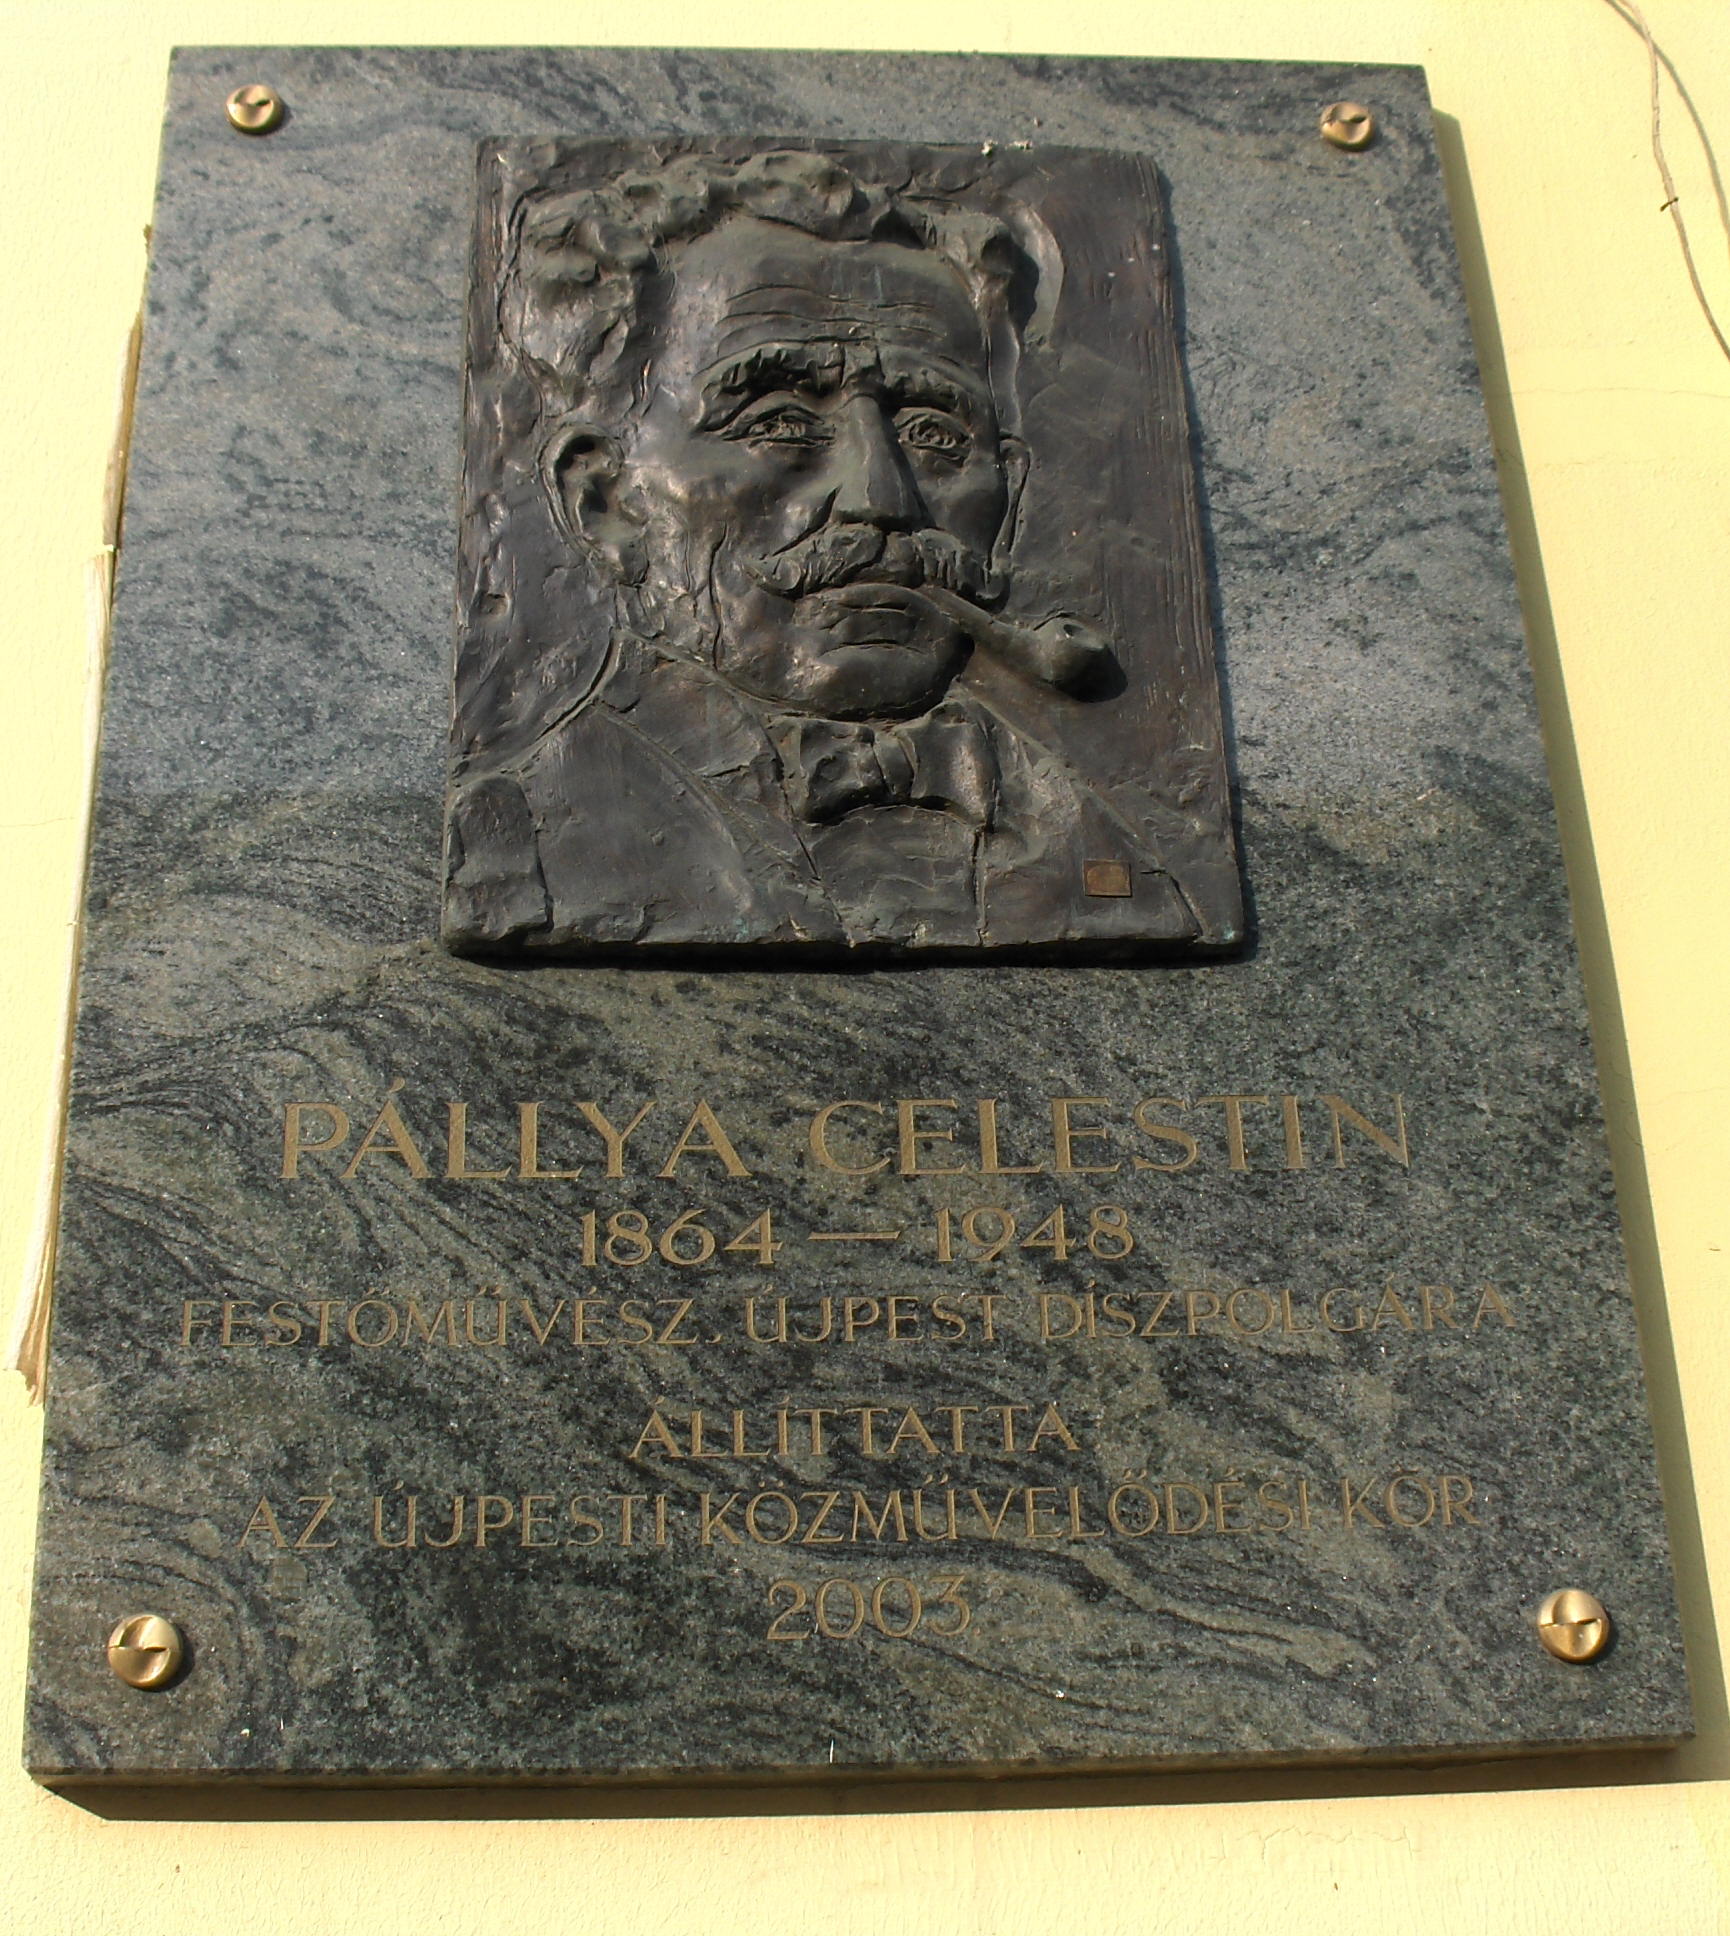 PÁLLYA CELESTIN
1864 — 1948
FESTŐMŰVÉSZ, ÚJPEST DÍSZPOLGÁRA
ÁLLÍTTATTA
AZ ÚJPESTI KÖZMŰVELŐDÉSI KÖR
2003.